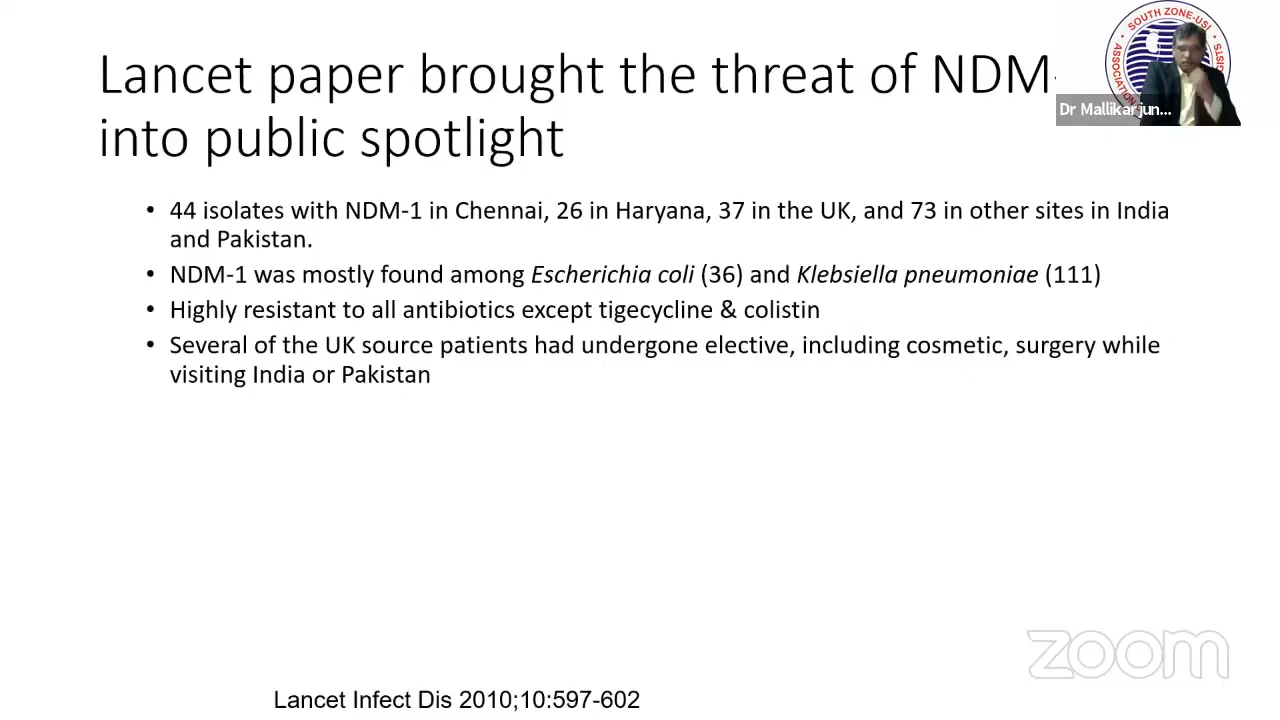 Lancet paper brought the threat of NDM-
into public spotlight
SOUTH ZONE-USI
ASSOCIATION
Dr Mallikarjun...
• 44 isolates with NDM-1 in Chennai, 26 in Haryana, 37 in the UK, and 73 in other sites in India
and Pakistan.
• NDM-1 was mostly found among Escherichia coli (36) and Klebsiella pneumoniae (111)
• Highly resistant to all antibiotics except tigecycline & colistin
• Several of the UK source patients had undergone elective, including cosmetic, surgery while
visiting India or Pakistan
zoom
Lancet Infect Dis 2010;10:597-602